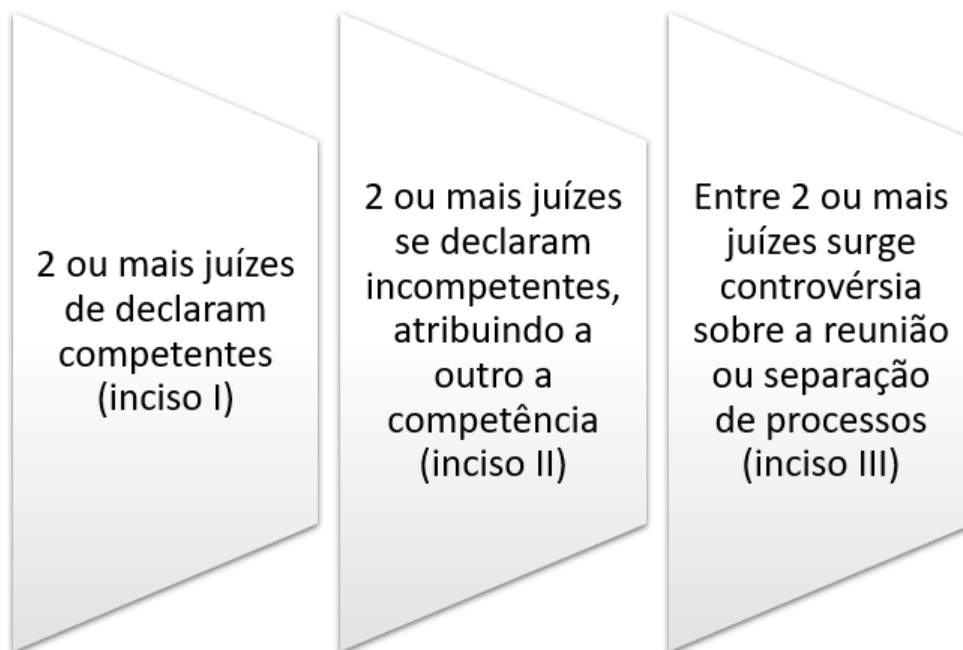 2 ou mais juízes
de declaram
competentes
(inciso I)
2 ou mais juízes
se declaram
incompetentes,
atribuindo a
outro a
competência
(inciso II)
Entre 2 ou mais
juízes surge
controvérsia
sobre a reunião
ou separação
de processos
(inciso III)